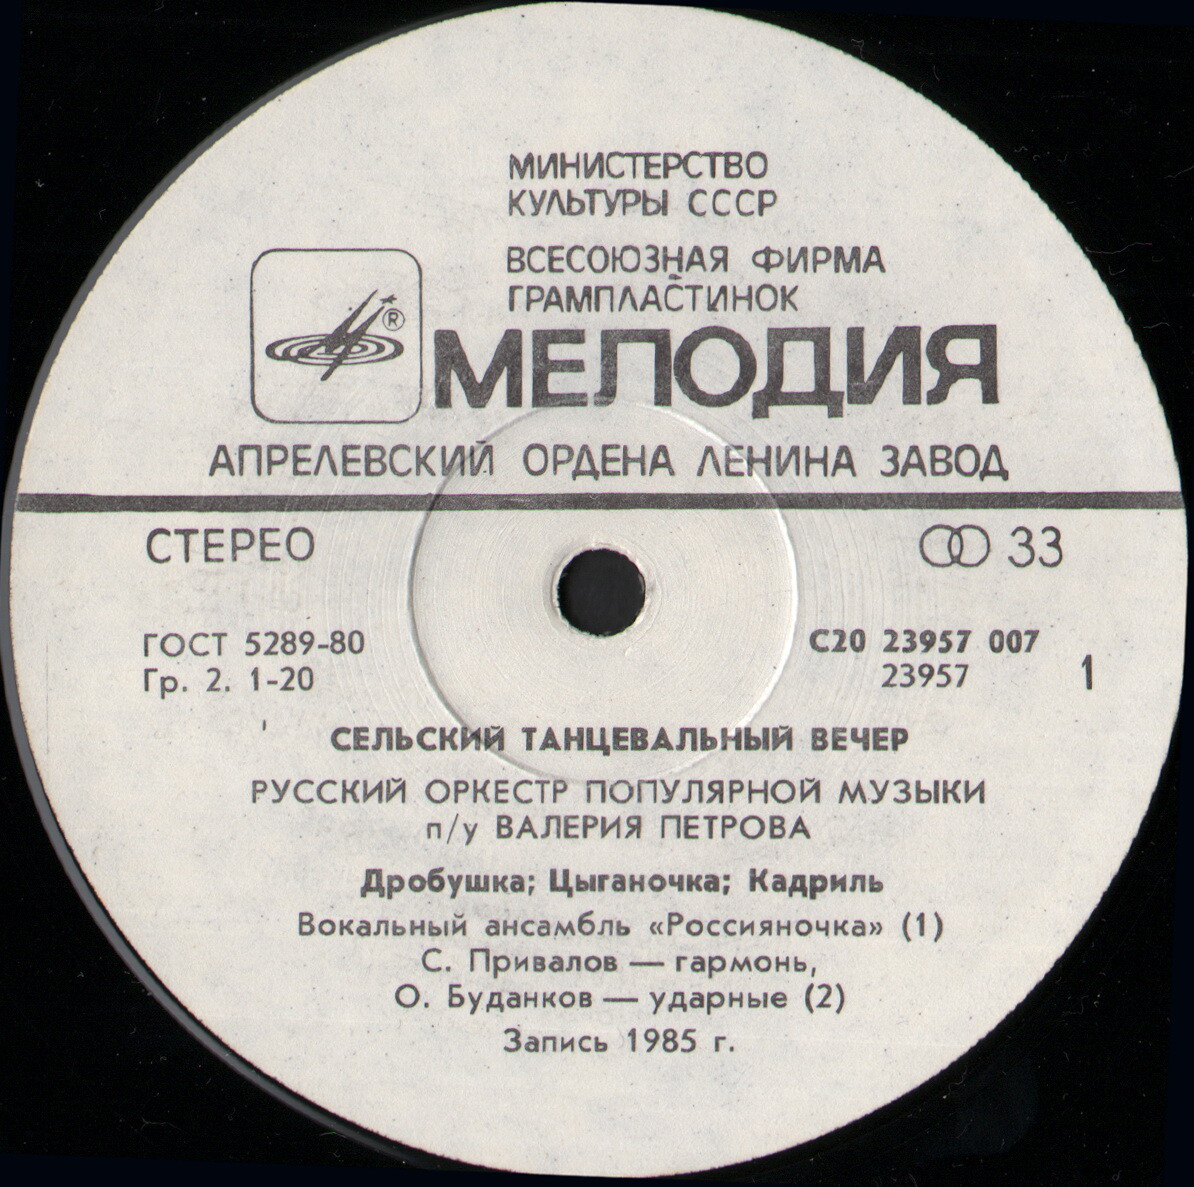 МИНИСТЕРСТВО
КУЛЬТУРЫ СССР
ВСЕСОЮЗНАЯ ФИРМА
ГРАМПЛАСТИНОК
®
МЕЛОДИЯ
АПРЕЛЕВСКИЙ ОРДЕНА ЛЕНИНА ЗАВОД
СТЕРЕО
33
ГОСТ 5289-80
С20 23957 007
Гр. 2. 1-20
23957
1
СЕЛЬСКИЙ ТАНЦЕВАЛЬНЫЙ ВЕЧЕР
РУССКИЙ ОРКЕСТР ПОПУЛЯРНОЙ МУЗЫКИ
п/у ВАЛЕРИЯ ПЕТРОВА
Дробушка; Цыганочка; Кадриль
Вокальный ансамбль «Россияночка» (1)
С. Привалов — гармонь,
О. Буданков — ударные (2)
Запись 1985 г.